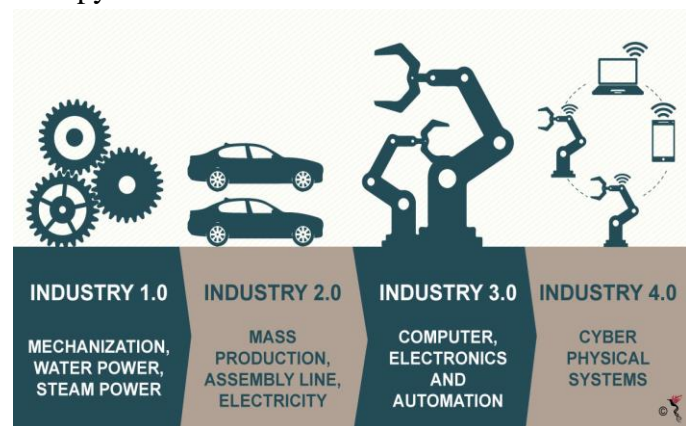 INDUSTRY 1.0
MECHANIZATION,
WATER POWER,
STEAM POWER
INDUSTRY 2.0
MASS
PRODUCTION,
ASSEMBLY LINE,
ELECTRICITY
INDUSTRY 3.0
COMPUTER,
ELECTRONICS
AND
AUTOMATION
INDUSTRY 4.0
CYBER
PHYSICAL
SYSTEMS
©